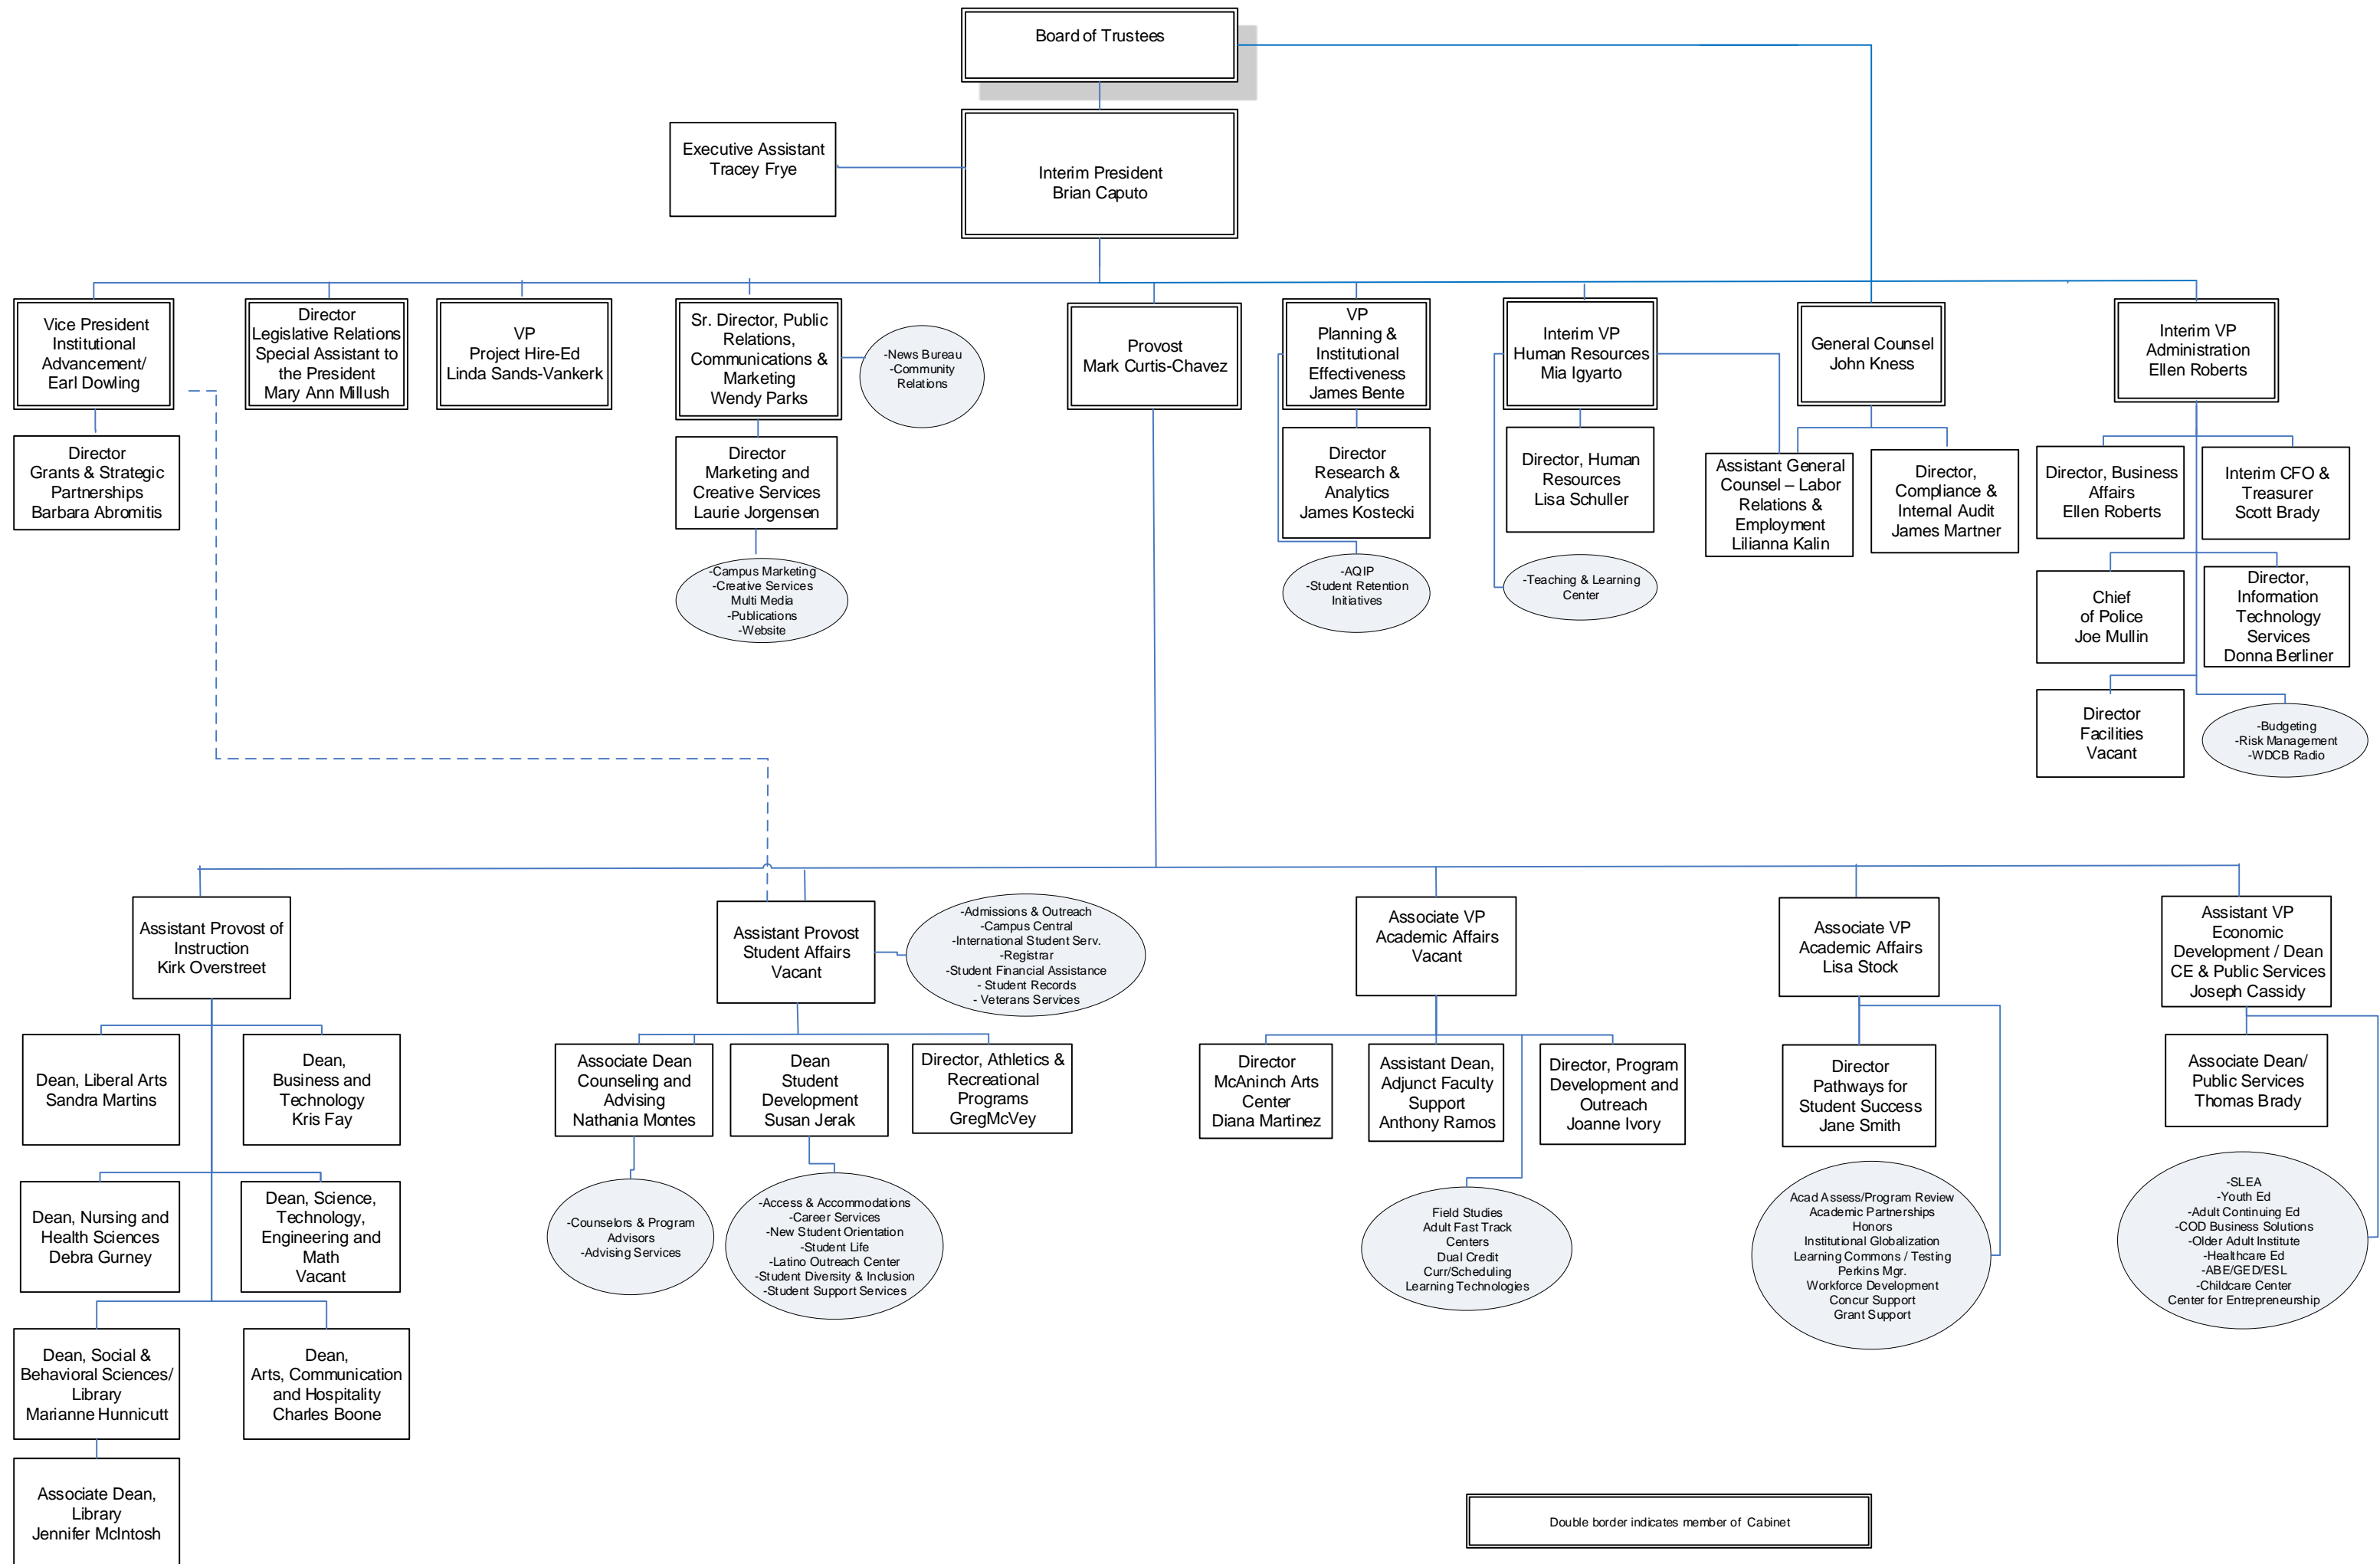 Board of Trustees
Executive Assistant
Tracey Frye
Interim President
Brian Caputo
Vice President
Institutional
Advancement/
Earl Dowling
Director
Legislative Relations
Special Assistant to
the President
Mary Ann Millush
VP
Project Hire-Ed
Linda Sands-Vankerk
Sr. Director, Public
Relations,
Communications &
Marketing
Wendy Parks
-News Bureau
-Community
Relations
Provost
Mark Curtis-Chavez
VP
Planning &
Institutional
Effectiveness
James Bente
Interim VP
Human Resources
Mia Igyarto
General Counsel
John Kness
Interim VP
Administration
Ellen Roberts
Director
Grants & Strategic
Partnerships
Barbara Abromitis
Director
Marketing and
Creative Services
Laurie Jorgensen
Director
Research &
Analytics
James Kostecki
Director, Human
Resources
Lisa Schuller
Assistant General
Counsel – Labor
Relations &
Employment
Lilianna Kalin
Director,
Compliance &
Internal Audit
James Martner
Director, Business
Affairs
Ellen Roberts
Interim CFO &
Treasurer
Scott Brady
-Campus Marketing
-Creative Services
Multi Media
-Publications
-Website
-AQIP
-Student Retention
Initiatives
-Teaching & Learning
Center
Chief
of Police
Joe Mullin
Director,
Information
Technology
Services
Donna Berliner
Director
Facilities
Vacant
-Budgeting
-Risk Management
-WDCB Radio
Assistant Provost of
Instruction
Kirk Overstreet
Assistant Provost
Student Affairs
Vacant
-Admissions & Outreach
-Campus Central
-International Student Serv.
-Registrar
-Student Financial Assistance
- Student Records
- Veterans Services
Associate VP
Academic Affairs
Vacant
Associate VP
Academic Affairs
Lisa Stock
Assistant VP
Economic
Development / Dean
CE & Public Services
Joseph Cassidy
Dean, Liberal Arts
Sandra Martins
Dean,
Business and
Technology
Kris Fay
Associate Dean
Counseling and
Advising
Nathania Montes
Dean
Student
Development
Susan Jerak
Director, Athletics &
Recreational
Programs
GregMcVey
Director
McAninch Arts
Center
Diana Martinez
Assistant Dean,
Adjunct Faculty
Support
Anthony Ramos
Director, Program
Development and
Outreach
Joanne Ivory
Director
Pathways for
Student Success
Jane Smith
Associate Dean/
Public Services
Thomas Brady
Dean, Nursing and
Health Sciences
Debra Gurney
Dean, Science,
Technology,
Engineering and
Math
Vacant
-Counselors & Program
Advisors
-Advising Services
-Access & Accommodations
-Career Services
-New Student Orientation
-Student Life
-Latino Outreach Center
-Student Diversity & Inclusion
-Student Support Services
Field Studies
Adult Fast Track
Centers
Dual Credit
Curr/Scheduling
Learning Technologies
Acad Assess/Program Review
Academic Partnerships
Honors
Institutional Globalization
Learning Commons / Testing
Perkins Mgr.
Workforce Development
Concur Support
Grant Support
-SLEA
-Youth Ed
-Adult Continuing Ed
-COD Business Solutions
-Older Adult Institute
-Healthcare Ed
-ABE/GED/ESL
-Childcare Center
Center for Entrepreneurship
Dean, Social &
Behavioral Sciences/
Library
Marianne Hunnicutt
Dean,
Arts, Communication
and Hospitality
Charles Boone
Associate Dean,
Library
Jennifer McIntosh
Double border indicates member of Cabinet